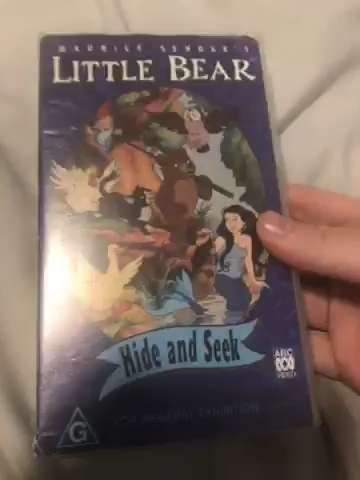 MAURICE SENDAK'S
LITTLE BEAR
Hide and Seek
ABC
VIDEO
G
FOR GENERAL EXHIBITION